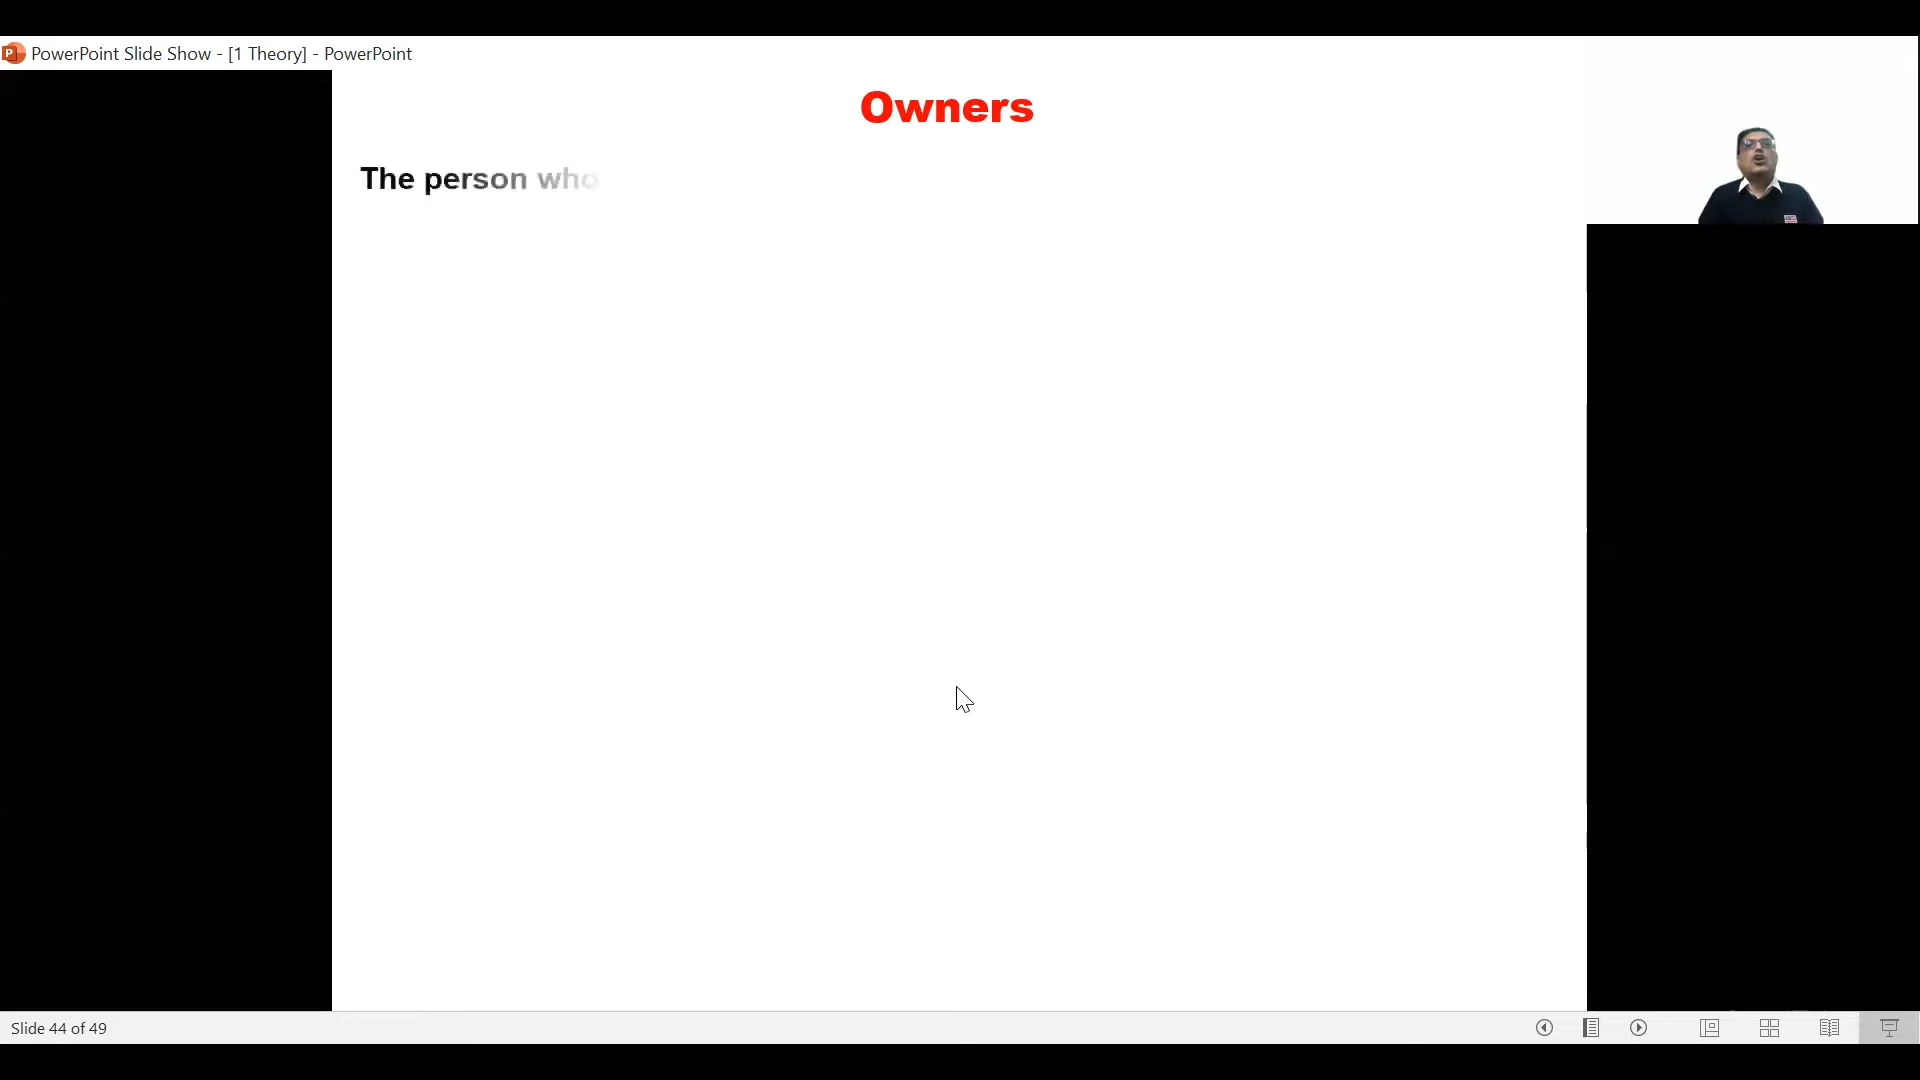 PowerPoint Slide Show - [1 Theory] - PowerPoint
Owners
The person who
Slide 44 of 49